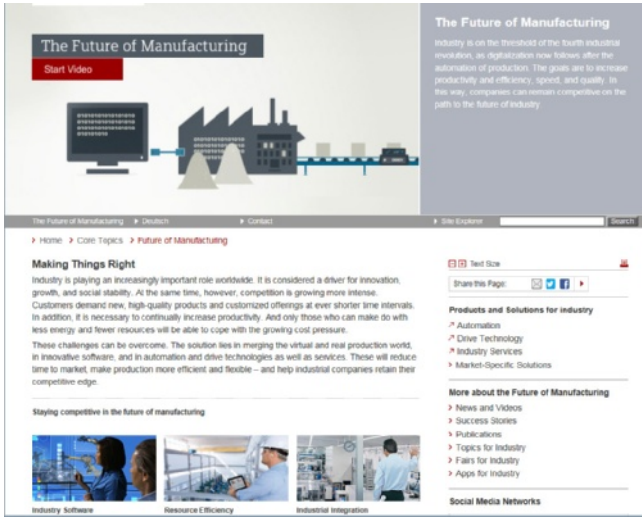 The Future of Manufacturing
Start Video
The Future of Manufacturing
Industry is on the threshold of the fourth industrial
revolution, as digitalization now follows after the
automation of production. The goals are to increase
productivity and efficiency, speed, and quality. In
this way, companies can remain competitive on the
path to the future of industry.
The Future of Manufacturing Deutsch Contact Site Explorer Search
Home Core Topics Future of Manufacturing
Making Things Right
Industry is playing an increasingly important role worldwide. It is considered a driver for innovation,
growth, and social stability. At the same time, however, competition is growing more intense.
Customers demand new, high-quality products and customized offerings at ever shorter time intervals.
In addition, it is necessary to continually increase productivity. And only those who can make do with
less energy and fewer resources will be able to cope with the growing cost pressure.
These challenges can be overcome. The solution lies in merging the virtual and real production world,
in innovative software, and in automation and drive technologies as well as services. These will reduce
time to market, make production more efficient and flexible – and help industrial companies retain their
competitive edge.
Staying competitive in the future of manufacturing
Industry Software
Resource Efficiency
Industrial Integration
Text Size
Share this Page:
Products and Solutions for industry
Automation
Drive Technology
Industry Services
Market-Specific Solutions
More about the Future of Manufacturing
News and Videos
Success Stories
Publications
Topics for Industry
Fairs for Industry
Apps for Industry
Social Media Networks